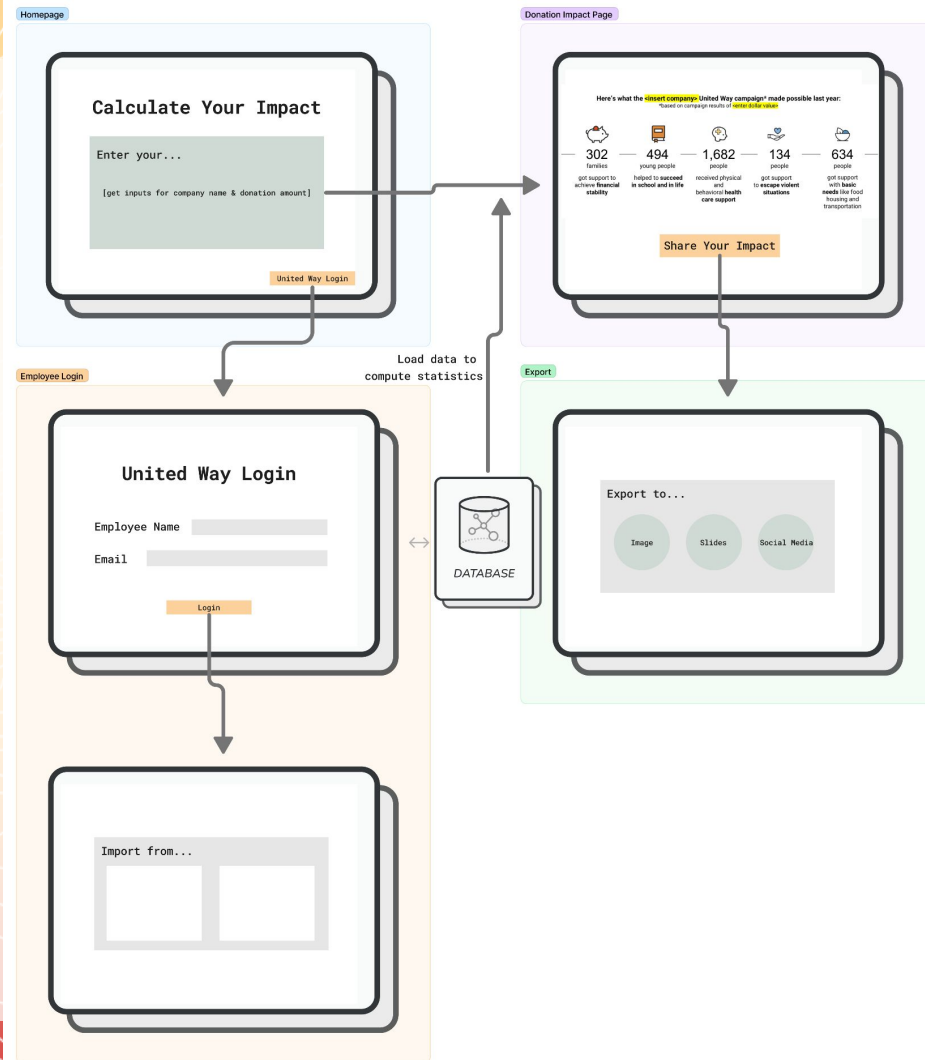 Homepage
Calculate Your Impact
Enter your...
[get inputs for company name & donation amount]
United Way Login
Donation Impact Page
Here's what the <insert company> United Way campaign* made possible last year:
*based on campaign results of <enter dollar value>
302
families
got support to
achieve financial
stability
494
young people
helped to succeed
in school and in life
1,682
people
received physical
and
behavioral health
care support
134
people
got support
to escape violent
situations
634
people
got support
with basic
needs like food
housing and
transportation
Share Your Impact
Load data to
compute statistics
Employee Login
United Way Login
Employee Name
Email
Login
DATABASE
Export
Export to...
Image
Slides
Social Media
Import from...